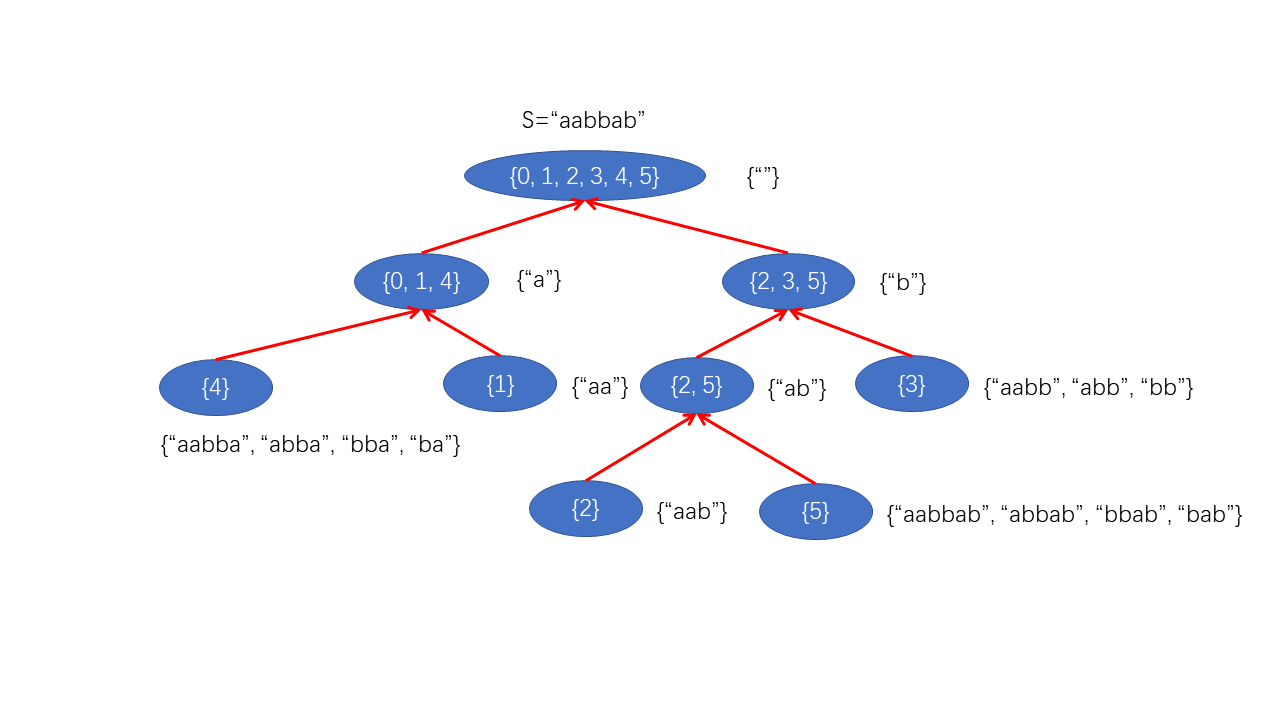 S=“aabbab”
{0, 1, 2, 3, 4, 5} {“”}
{0, 1, 4} {“a”} {2, 3, 5} {“b”}
{4} {1} {“aa”} {2, 5} {“ab”} {3} {“aabb”, “abb”, “bb”}
{“aabba”, “abba”, “bba”, “ba”}
{2} {“aab”} {5} {“aabbab”, “abbab”, “bbab”, “bab”}